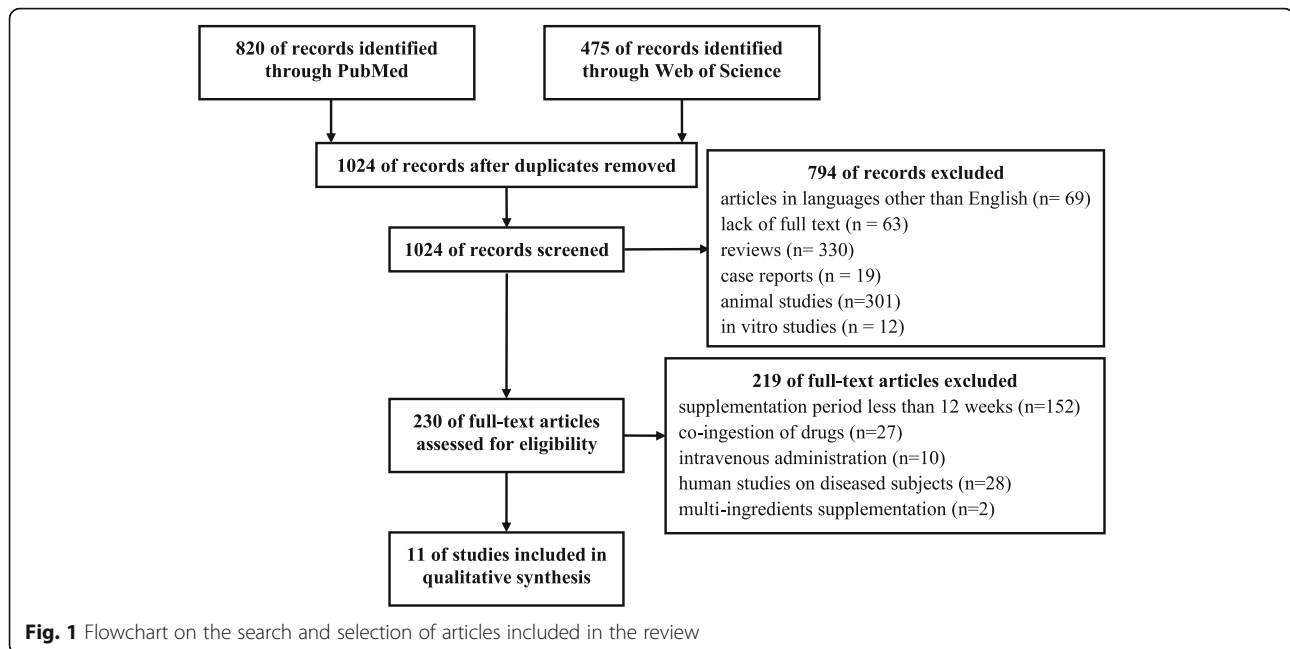 820 of records identified
through PubMed
475 of records identified
through Web of Science
1024 of records after duplicates removed
794 of records excluded
articles in languages other than English (n= 69)
lack of full text (n = 63)
reviews (n= 330)
case reports (n = 19)
animal studies (n=301)
in vitro studies (n = 12)
1024 of records screened
219 of full-text articles excluded
supplementation period less than 12 weeks (n=152)
co-ingestion of drugs (n=27)
intravenous administration (n=10)
human studies on diseased subjects (n=28)
multi-ingredients supplementation (n=2)
230 of full-text articles
assessed for eligibility
11 of studies included in
qualitative synthesis
Fig. 1 Flowchart on the search and selection of articles included in the review